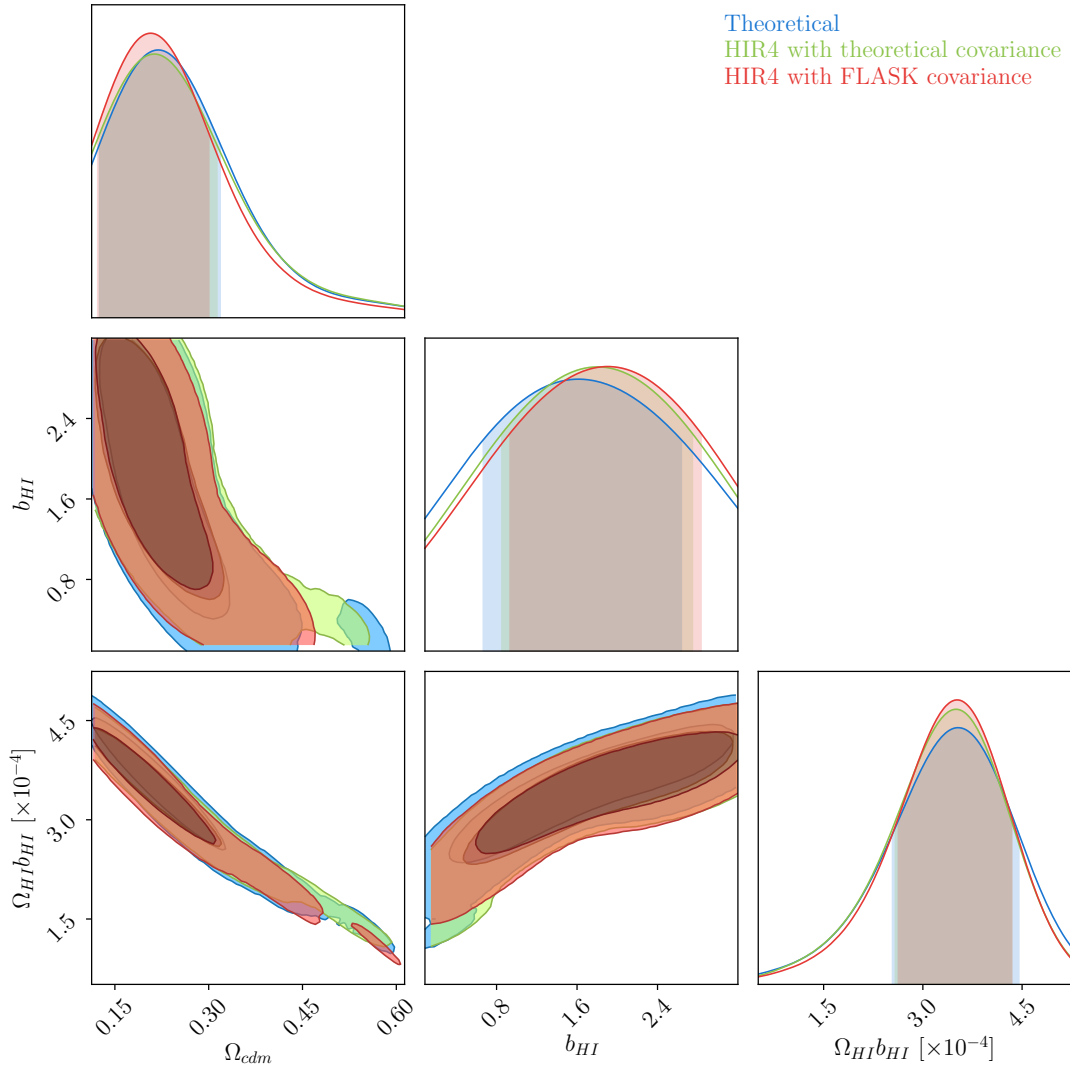 Theoretical
HIR4 with theoretical covariance
HIR4 with FLASK covariance
2.4
1.6
0.8
b_{HI}
4.5
3.0
1.5
Ω_{HI}b_{HI} [×10^{-4}]
0.15
0.30
0.45
0.60
Ω_{cdm}
0.8
1.6
2.4
b_{HI}
1.5
3.0
4.5
Ω_{HI}b_{HI} [×10^{-4}]